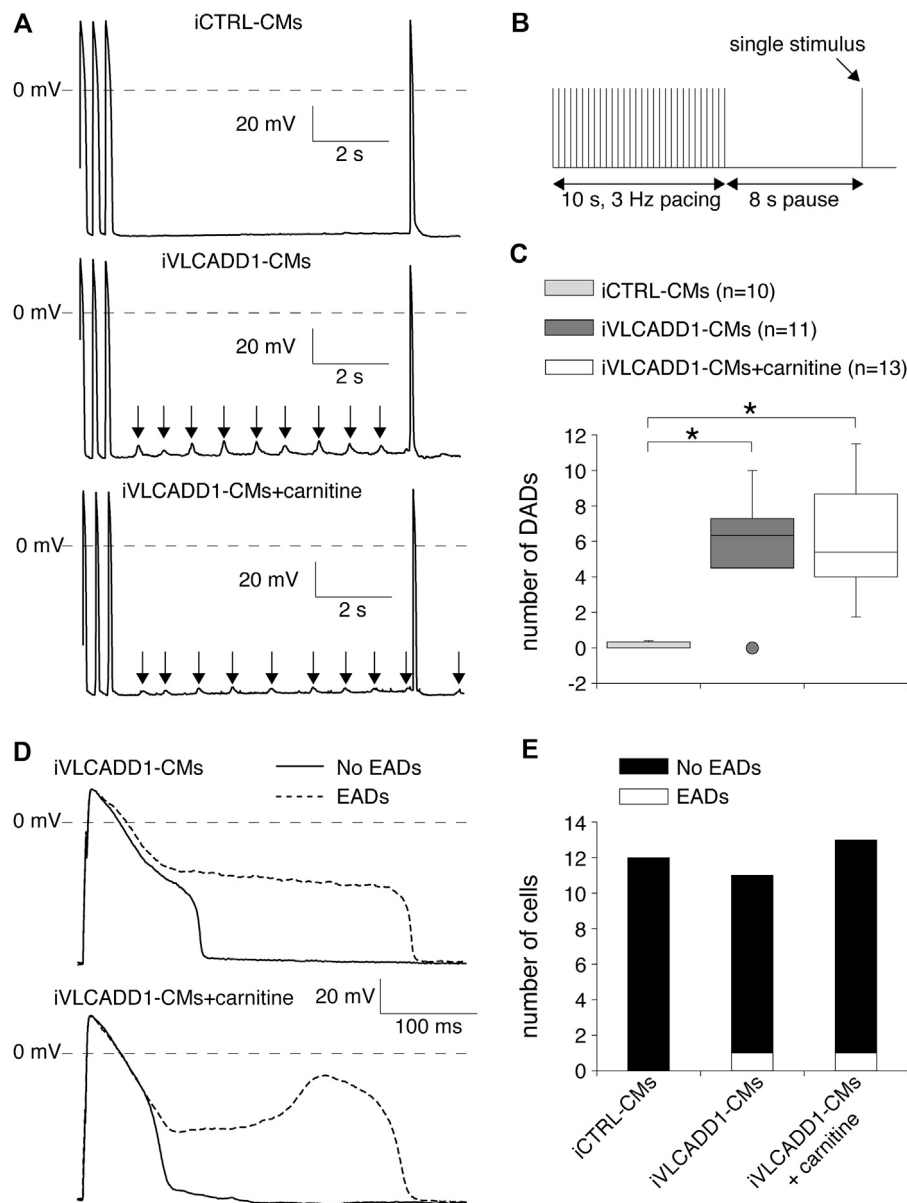 A
iCTRL-CMs
0 mV
20 mV
2 s
iVLCADD1-CMs
0 mV
20 mV
2 s
iVLCADD1-CMs+carnitine
0 mV
20 mV
2 s
B
single stimulus
10 s, 3 Hz pacing
8 s pause
C
iCTRL-CMs (n=10)
iVLCADD1-CMs (n=11)
iVLCADD1-CMs+carnitine (n=13)
*
*
number of DADs
12
10
8
6
4
2
0
-2
D
iVLCADD1-CMs
No EADs
EADs
0 mV
iVLCADD1-CMs+carnitine
20 mV
100 ms
0 mV
E
No EADs
EADs
number of cells
14
12
10
8
6
4
2
0
iCTRL-CMs
iVLCADD1-CMs
iVLCADD1-CMs
+ carnitine